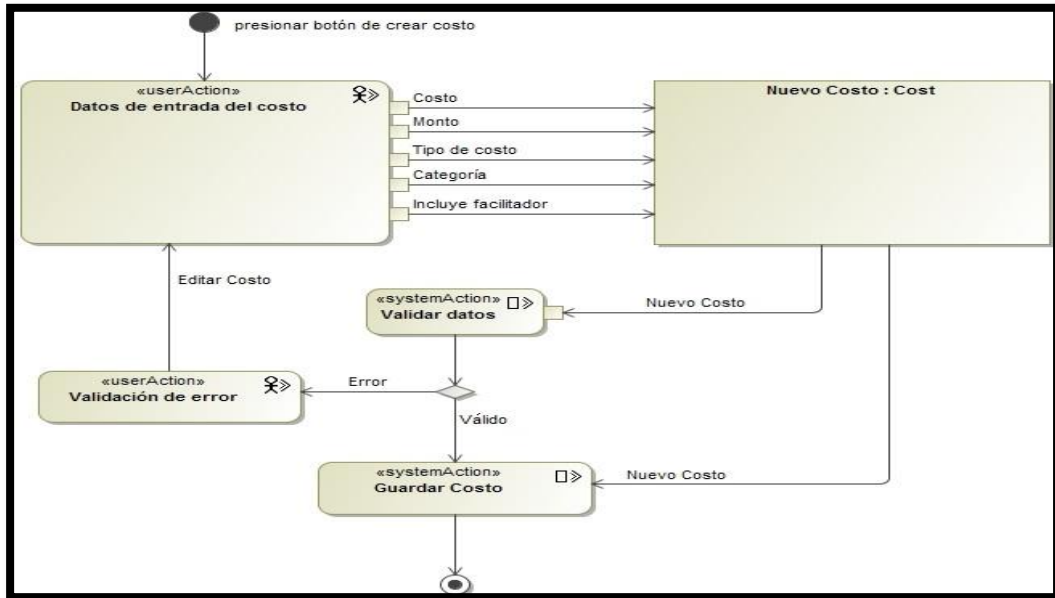 presionar botón de crear costo
«userAction»
Datos de entrada del costo
Costo
Monto
Tipo de costo
Categoría
Incluye facilitador
Nuevo Costo : Cost
Editar Costo
«systemAction»
Validar datos
Nuevo Costo
«userAction»
Validación de error
Error
Válido
«systemAction»
Guardar Costo
Nuevo Costo